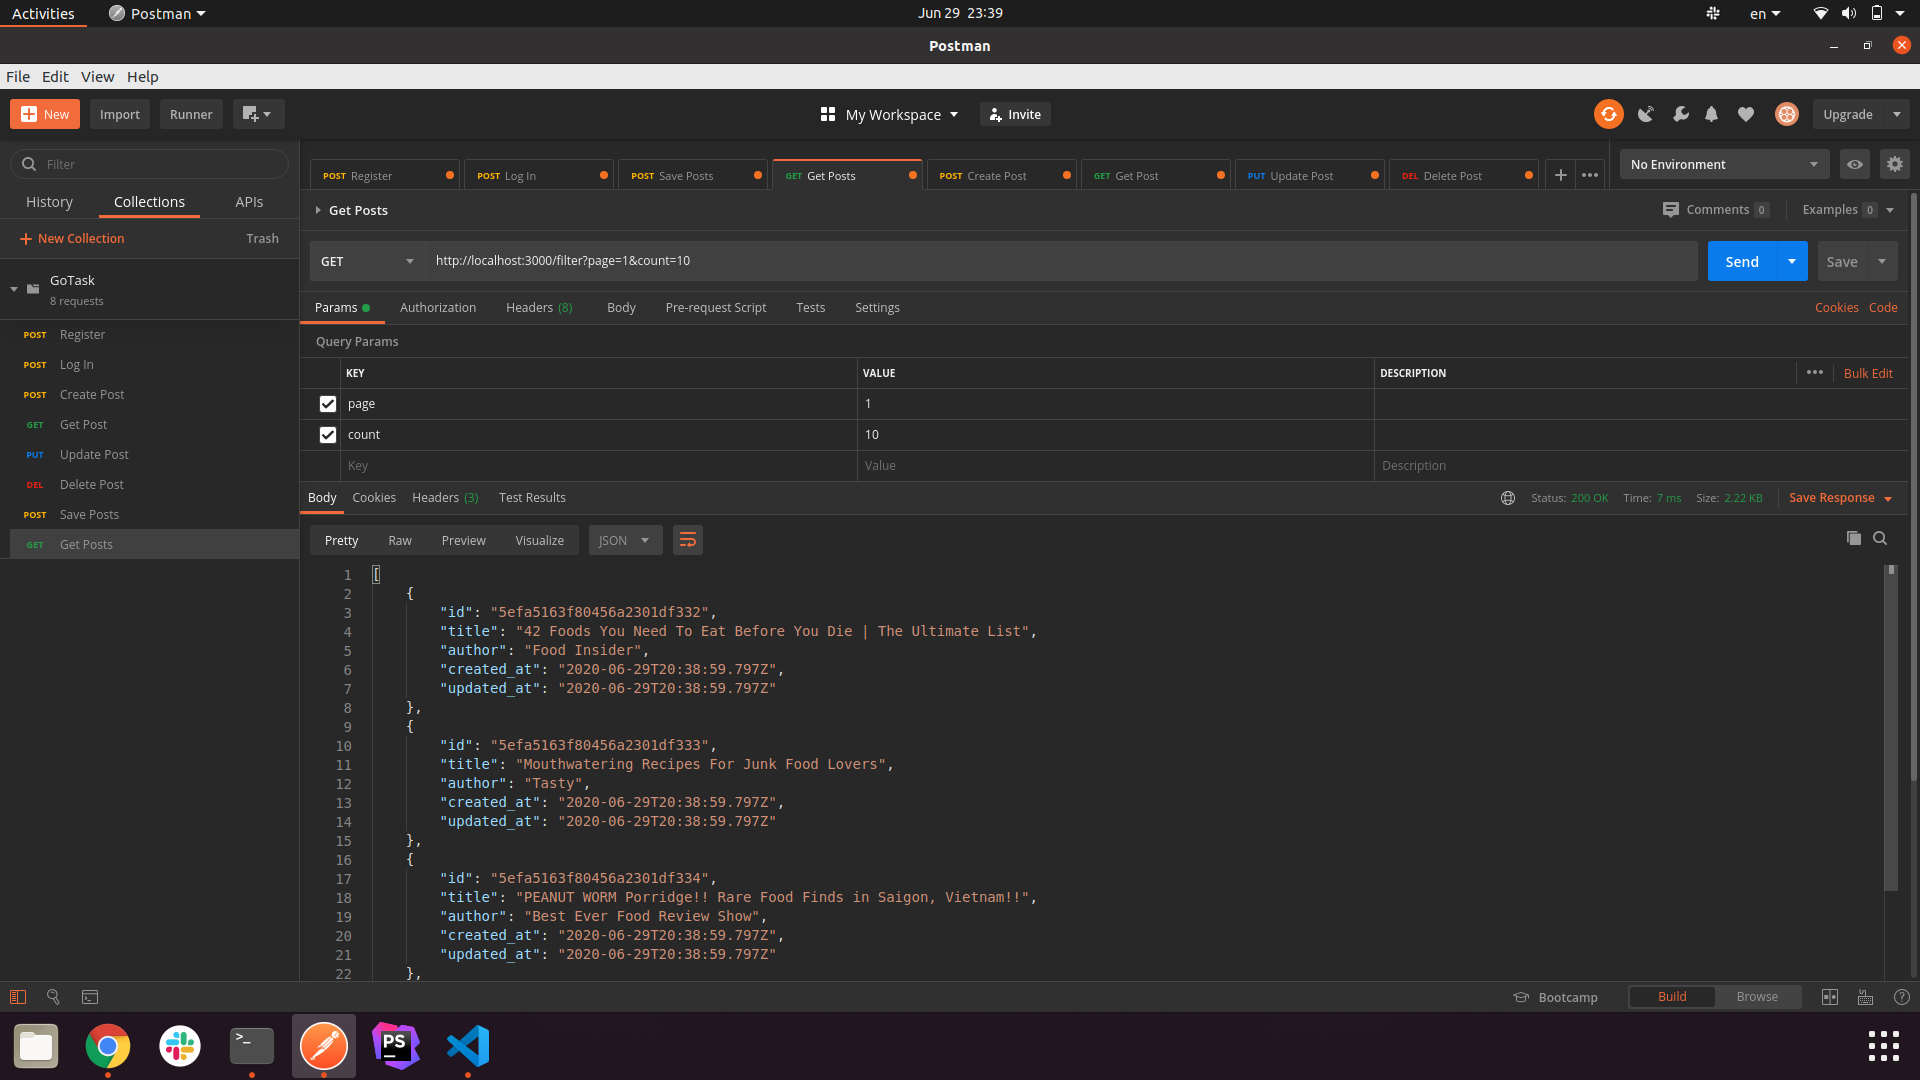 Activities Postman Jun 29 23:39 en
Postman
File Edit View Help
New Import Runner My Workspace Invite Upgrade
Filter
History Collections APIs
New Collection Trash
GoTask
8 requests
POST Register
POST Log In
POST Create Post
GET Get Post
PUT Update Post
DEL Delete Post
POST Save Posts
GET Get Posts
POST Register POST Log In POST Save Posts GET Get Posts POST Create Post GET Get Post PUT Update Post DEL Delete Post No Environment
Get Posts Comments 0 Examples 0
GET http://localhost:3000/filter?page=1&count=10 Send Save
Params Authorization Headers (8) Body Pre-request Script Tests Settings Cookies Code
Query Params
KEY VALUE DESCRIPTION Bulk Edit
page 1
count 10
Key Value Description
Body Cookies Headers (3) Test Results Status: 200 OK Time: 7 ms Size: 2.22 KB Save Response
Pretty Raw Preview Visualize JSON
1 [
2 {
3 "id": "5efa5163f80456a2301df332",
4 "title": "42 Foods You Need To Eat Before You Die | The Ultimate List",
5 "author": "Food Insider",
6 "created_at": "2020-06-29T20:38:59.797Z",
7 "updated_at": "2020-06-29T20:38:59.797Z"
8 },
9 {
10 "id": "5efa5163f80456a2301df333",
11 "title": "Mouthwatering Recipes For Junk Food Lovers",
12 "author": "Tasty",
13 "created_at": "2020-06-29T20:38:59.797Z",
14 "updated_at": "2020-06-29T20:38:59.797Z"
15 },
16 {
17 "id": "5efa5163f80456a2301df334",
18 "title": "PEANUT WORM Porridge!! Rare Food Finds in Saigon, Vietnam!!",
19 "author": "Best Ever Food Review Show",
20 "created_at": "2020-06-29T20:38:59.797Z",
21 "updated_at": "2020-06-29T20:38:59.797Z"
22 },
Bootcamp Build Browse
PS